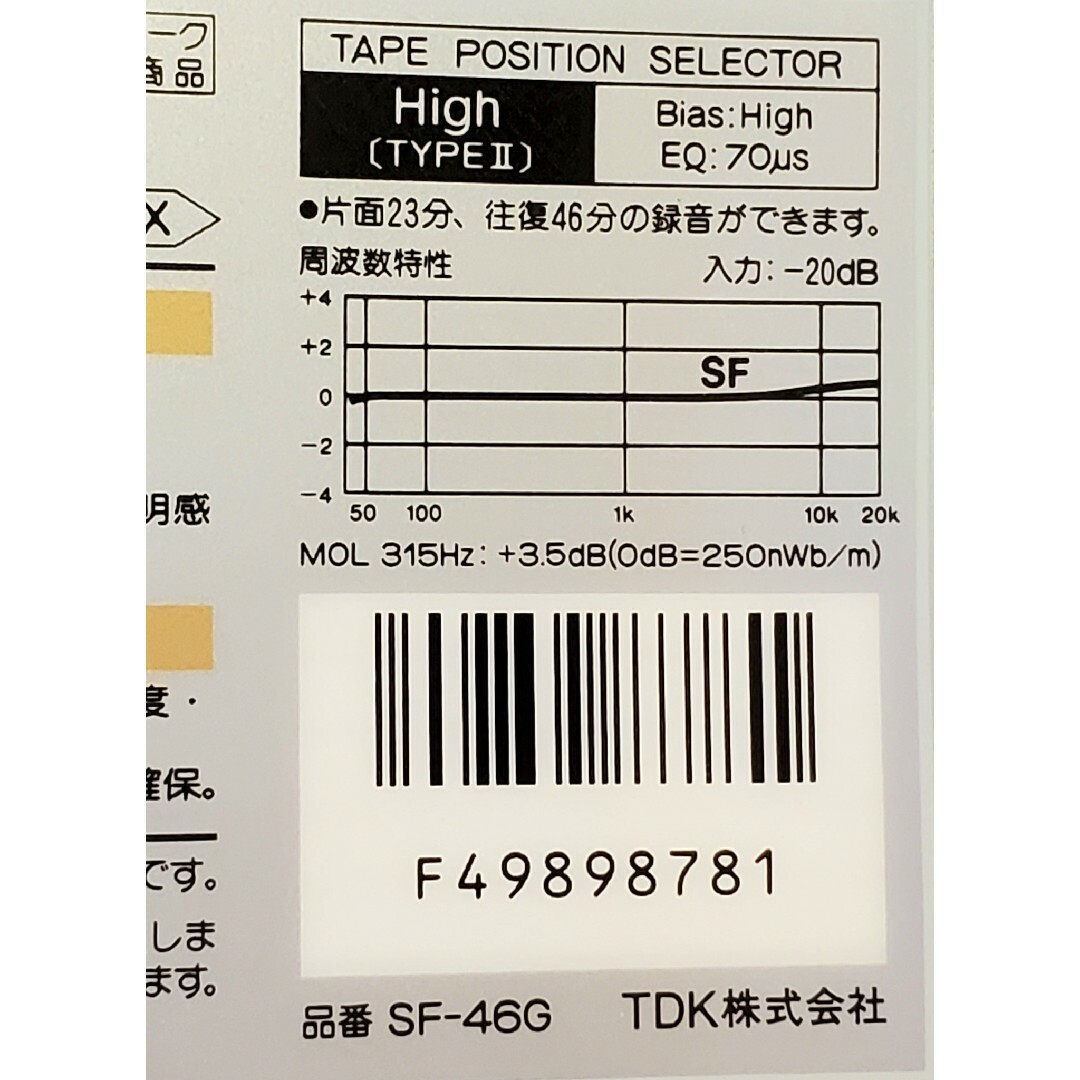 ーク
商品
X
明感
度・
確保。
です。
しま
ます。
TAPE POSITION SELECTOR
High
(TYPEⅡ)
Bias:High
EQ:70μs
●片面23分、往復46分の録音ができます。
周波数特性
入力:−20dB
+4
+2
0
−2
−4
SF
50 100 1k 10k 20k
MOL 315Hz: +3.5dB(0dB=250nWb/m)
F49898781
品番 SF-46G TDK株式会社